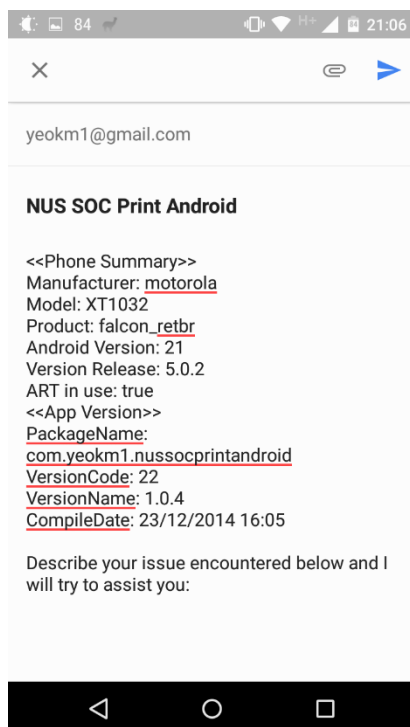 84 H+ 21:06
yeokm1@gmail.com
NUS SOC Print Android
<<Phone Summary>>
Manufacturer: motorola
Model: XT1032
Product: falcon_retbr
Android Version: 21
Version Release: 5.0.2
ART in use: true
<<App Version>>
PackageName:
com.yeokm1.nussocprintandroid
VersionCode: 22
VersionName: 1.0.4
CompileDate: 23/12/2014 16:05
Describe your issue encountered below and I
will try to assist you: